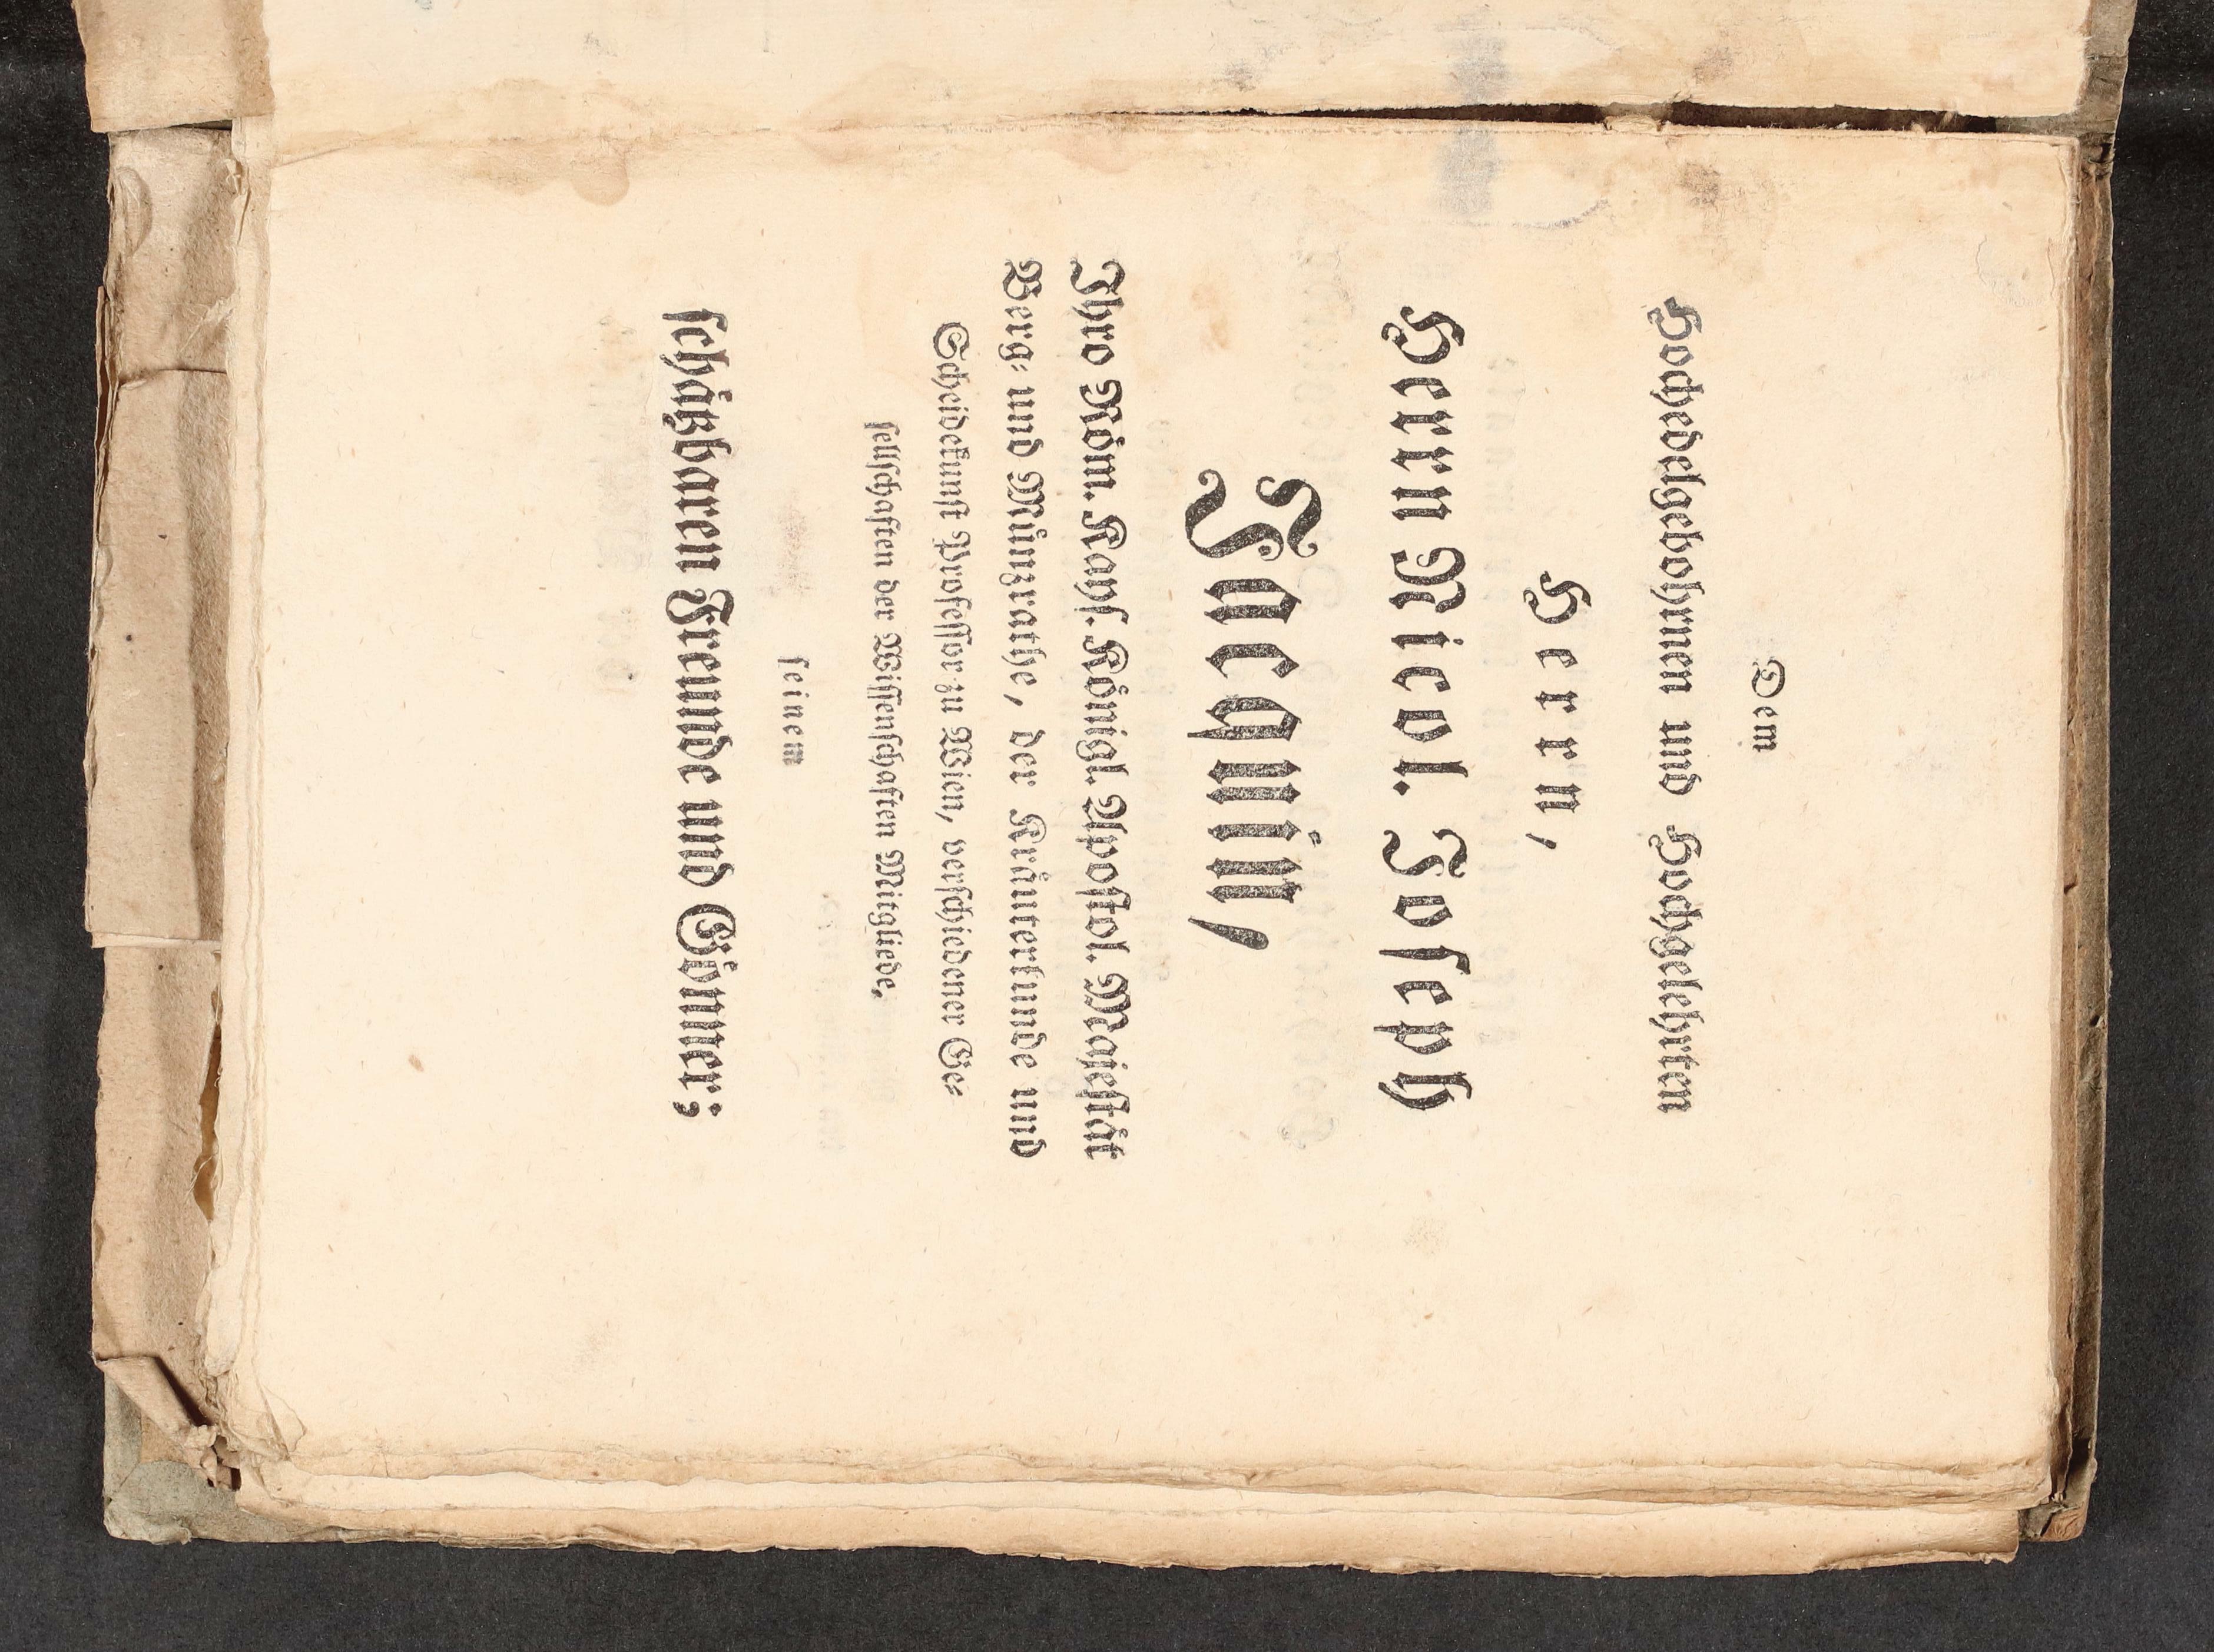 Dem
Hochedelgebohrnen und Hochgelehrten
Herrn,
Herrn Nicol. Joseph
Jacquin,
Ihro Röm. Kayſ. Königl. Apoſtol. Majeſtät
Berg- und Münzrathe, der Kräuterkunde und
Scheidekunſt Profeſſor zu Wien, verſchiedener Ge-
ſellſchaften der Wiſſenſchaften Mitgliede,
ſeinem
ſchätzbaren Freunde und Gönner;